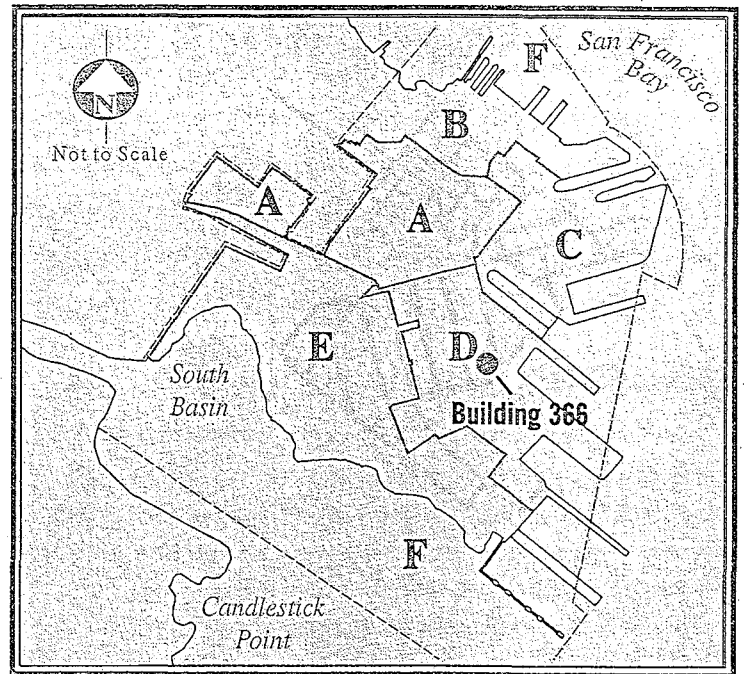 F
San Francisco
Bay
N
Not to Scale
B
A
A
C
E
D
South
Basin
Building 366
F
Candlestick
Point